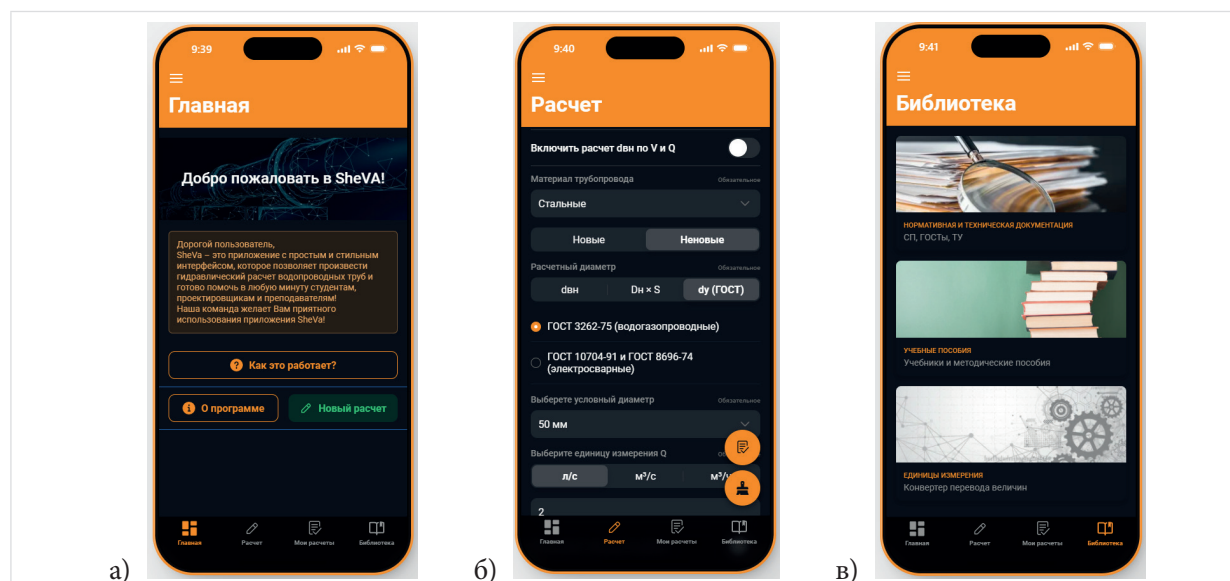 9:39
Главная
Добро пожаловать в SheVA!
Дорогой пользователь,
SheVa – это приложение с простым и стильным
интерфейсом, которое позволяет произвести
гидравлический расчет водопроводных труб и
готово помочь в любую минуту студентам,
проектировщикам и преподавателям!
Наша команда желает Вам приятного
использования приложения SheVa!
Как это работает?
О программе
Новый расчет
Главная
Расчет
Мои расчеты
Библиотека
а)
9:40
Расчет
Включить расчет dвн по V и Q
Материал трубопровода
Обязательное
Стальные
Новые
Неновые
Расчетный диаметр
Обязательное
dвн
Dн × S
dу (ГОСТ)
ГОСТ 3262-75 (водогазопроводные)
ГОСТ 10704-91 и ГОСТ 8696-74
(электросварные)
Выберете условный диаметр
Обязательное
50 мм
Выберите единицу измерения Q
л/с
м³/с
2
Главная
Расчет
Мои расчеты
Библиотека
б)
9:41
Библиотека
НОРМАТИВНАЯ И ТЕХНИЧЕСКАЯ ДОКУМЕНТАЦИЯ
СП, ГОСТы, ТУ
УЧЕБНЫЕ ПОСОБИЯ
Учебники и методические пособия
ЕДИНИЦЫ ИЗМЕРЕНИЯ
Конвертер перевода величин
Главная
Расчет
Мои расчеты
Библиотека
в)